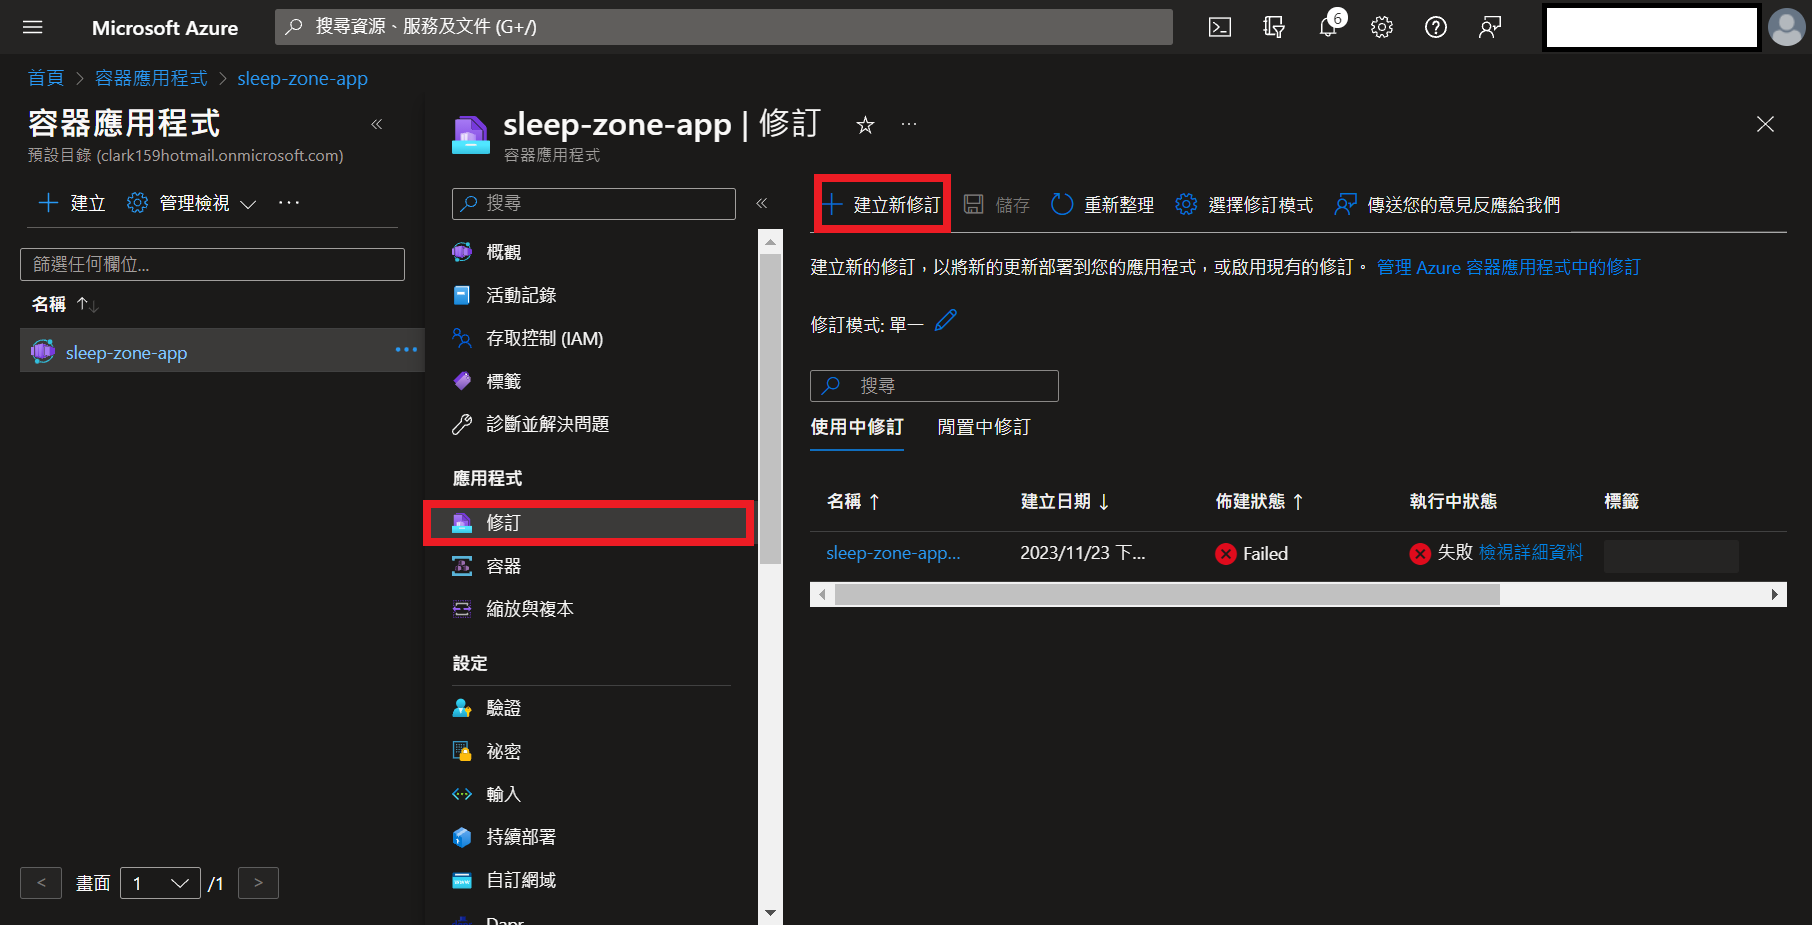 Microsoft Azure
搜尋資源、服務及文件 (G+/)
6
首頁 > 容器應用程式 > sleep-zone-app
容器應用程式
預設目錄 (clark159hotmail.onmicrosoft.com)
建立 管理檢視 ...
篩選任何欄位...
名稱 ↑↓
sleep-zone-app ...
< 畫面 1 /1 >
sleep-zone-app | 修訂 ...
容器應用程式
搜尋
概觀
活動記錄
存取控制 (IAM)
標籤
診斷並解決問題
應用程式
修訂
容器
縮放與複本
設定
驗證
祕密
輸入
持續部署
自訂網域
Dapr
建立新修訂 儲存 重新整理 選擇修訂模式 傳送您的意見反應給我們
建立新的修訂，以將新的更新部署到您的應用程式，或啟用現有的修訂。 管理 Azure 容器應用程式中的修訂
修訂模式: 單一
搜尋
使用中修訂 閒置中修訂
名稱 ↑ 建立日期 ↓ 佈建狀態 ↑ 執行中狀態 標籤
sleep-zone-app... 2023/11/23 下... Failed 失敗 檢視詳細資料